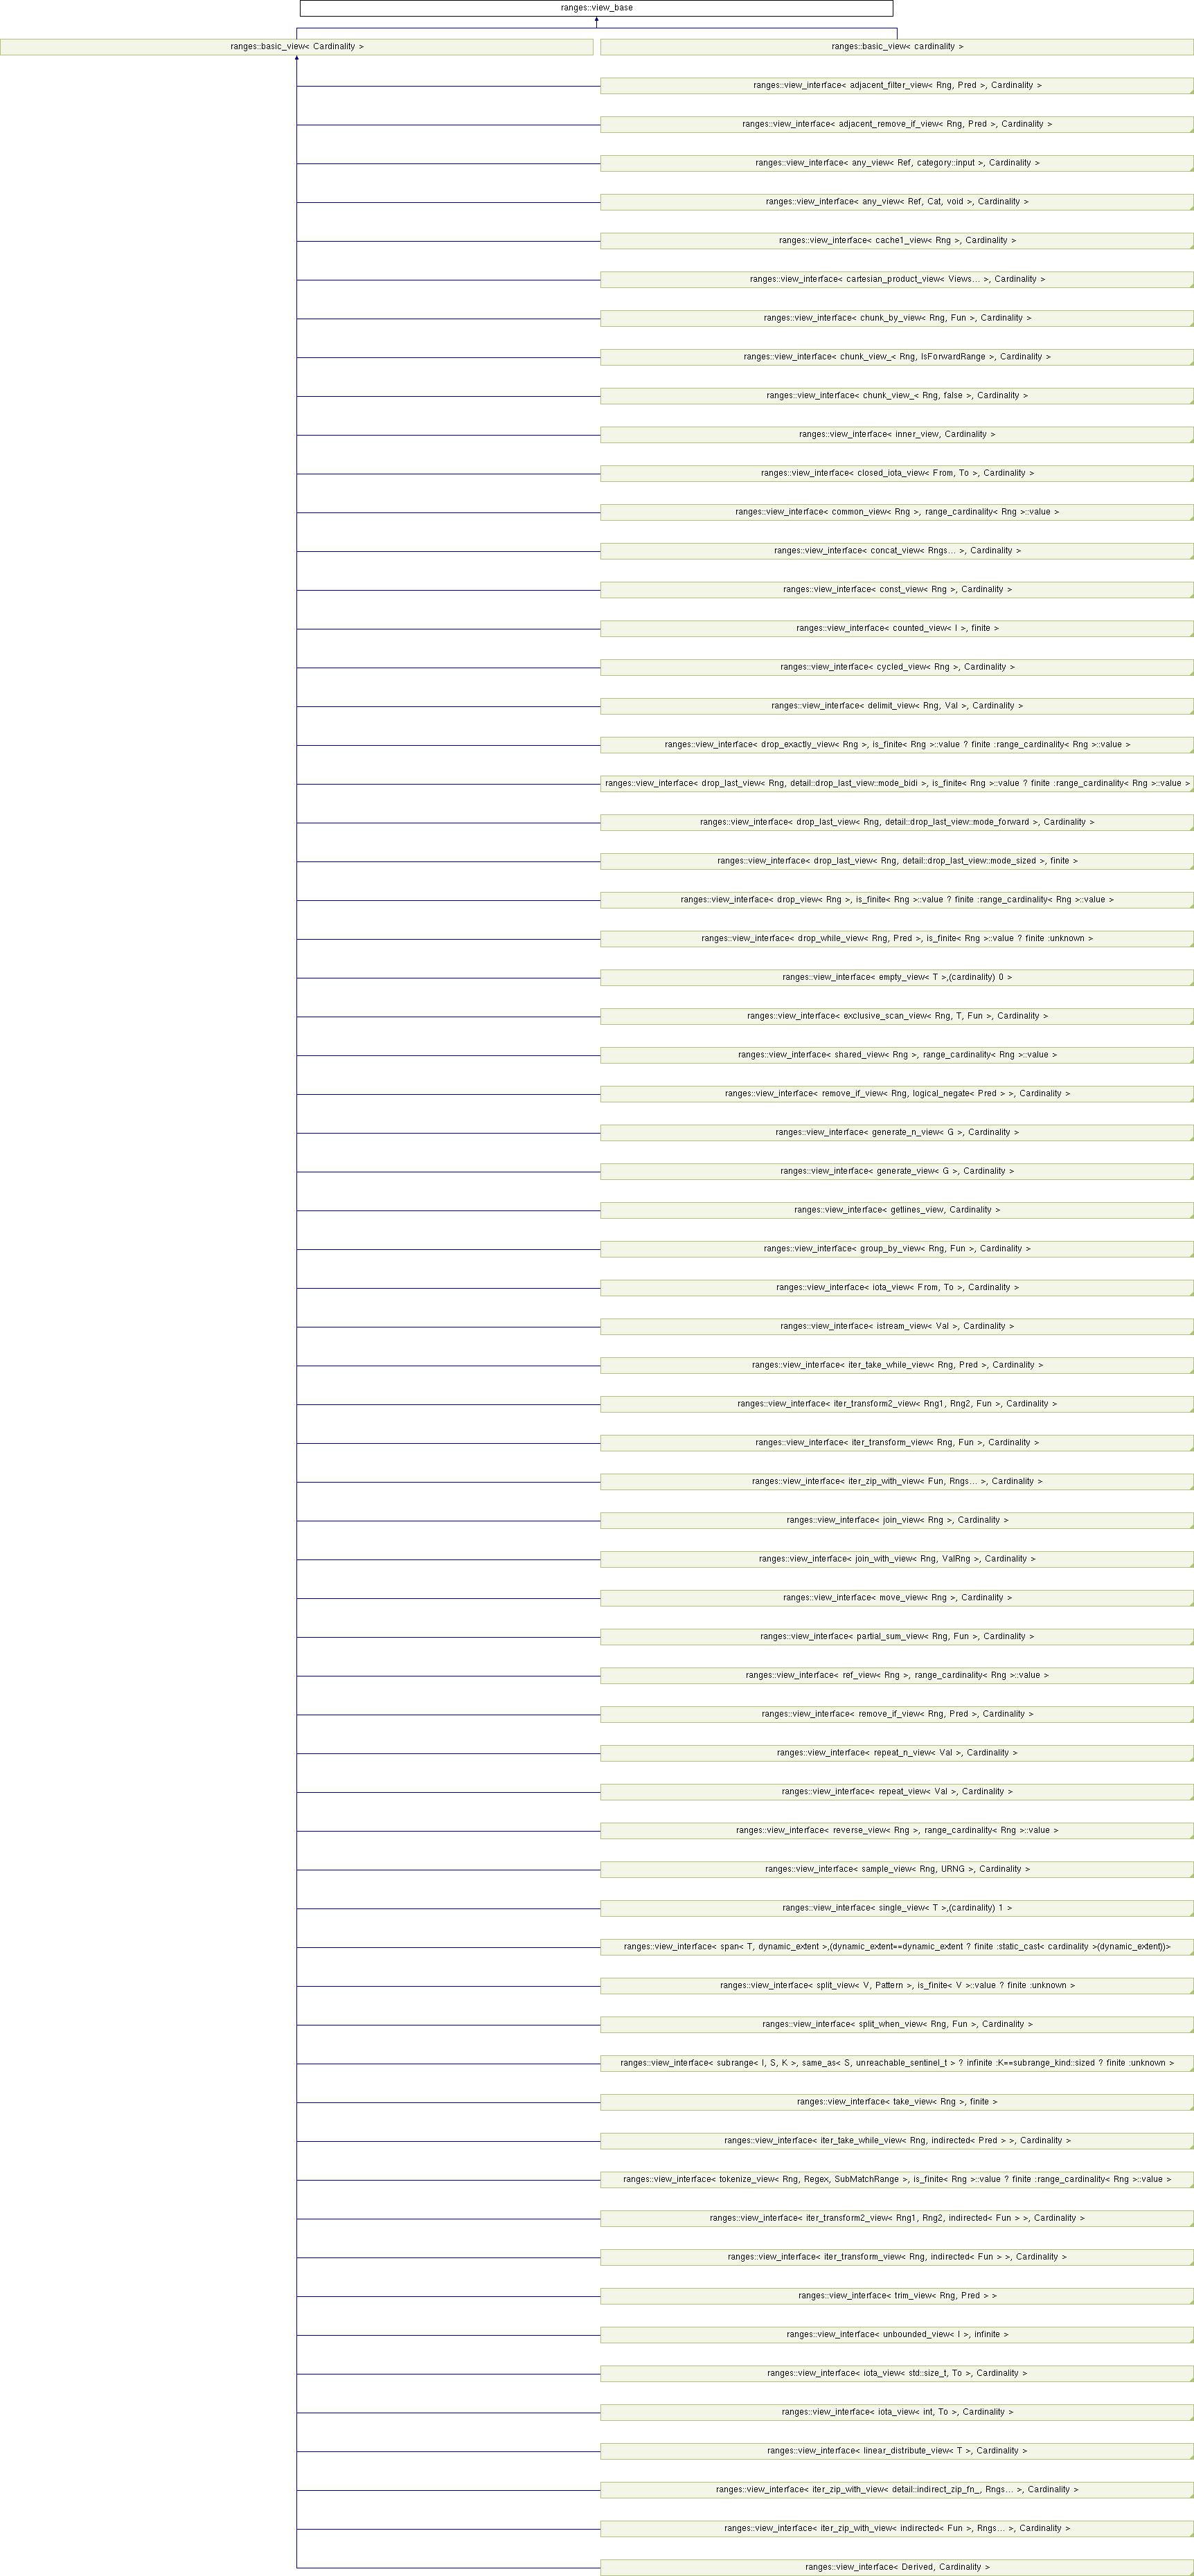 ranges::view_base
ranges::basic_view< Cardinality >
ranges::basic_view< cardinality >
ranges::view_interface< adjacent_filter_view< Rng, Pred >, Cardinality >
ranges::view_interface< adjacent_remove_if_view< Rng, Pred >, Cardinality >
ranges::view_interface< any_view< Ref, category::input >, Cardinality >
ranges::view_interface< any_view< Ref, Cat, void >, Cardinality >
ranges::view_interface< cache1_view< Rng >, Cardinality >
ranges::view_interface< cartesian_product_view< Views... >, Cardinality >
ranges::view_interface< chunk_by_view< Rng, Fun >, Cardinality >
ranges::view_interface< chunk_view_< Rng, IsForwardRange >, Cardinality >
ranges::view_interface< chunk_view_< Rng, false >, Cardinality >
ranges::view_interface< inner_view, Cardinality >
ranges::view_interface< closed_iota_view< From, To >, Cardinality >
ranges::view_interface< common_view< Rng >, range_cardinality< Rng >::value >
ranges::view_interface< concat_view< Rngs... >, Cardinality >
ranges::view_interface< const_view< Rng >, Cardinality >
ranges::view_interface< counted_view< I >, finite >
ranges::view_interface< cycled_view< Rng >, Cardinality >
ranges::view_interface< delimit_view< Rng, Val >, Cardinality >
ranges::view_interface< drop_exactly_view< Rng >, is_finite< Rng >::value ? finite :range_cardinality< Rng >::value >
ranges::view_interface< drop_last_view< Rng, detail::drop_last_view::mode_bidi >, is_finite< Rng >::value ? finite :range_cardinality< Rng >::value >
ranges::view_interface< drop_last_view< Rng, detail::drop_last_view::mode_forward >, Cardinality >
ranges::view_interface< drop_last_view< Rng, detail::drop_last_view::mode_sized >, finite >
ranges::view_interface< drop_view< Rng >, is_finite< Rng >::value ? finite :range_cardinality< Rng >::value >
ranges::view_interface< drop_while_view< Rng, Pred >, is_finite< Rng >::value ? finite :unknown >
ranges::view_interface< empty_view< T >,(cardinality) 0 >
ranges::view_interface< exclusive_scan_view< Rng, T, Fun >, Cardinality >
ranges::view_interface< shared_view< Rng >, range_cardinality< Rng >::value >
ranges::view_interface< remove_if_view< Rng, logical_negate< Pred > >, Cardinality >
ranges::view_interface< generate_n_view< G >, Cardinality >
ranges::view_interface< generate_view< G >, Cardinality >
ranges::view_interface< getlines_view, Cardinality >
ranges::view_interface< group_by_view< Rng, Fun >, Cardinality >
ranges::view_interface< iota_view< From, To >, Cardinality >
ranges::view_interface< istream_view< Val >, Cardinality >
ranges::view_interface< iter_take_while_view< Rng, Pred >, Cardinality >
ranges::view_interface< iter_transform2_view< Rng1, Rng2, Fun >, Cardinality >
ranges::view_interface< iter_transform_view< Rng, Fun >, Cardinality >
ranges::view_interface< iter_zip_with_view< Fun, Rngs... >, Cardinality >
ranges::view_interface< join_view< Rng >, Cardinality >
ranges::view_interface< join_with_view< Rng, ValRng >, Cardinality >
ranges::view_interface< move_view< Rng >, Cardinality >
ranges::view_interface< partial_sum_view< Rng, Fun >, Cardinality >
ranges::view_interface< ref_view< Rng >, range_cardinality< Rng >::value >
ranges::view_interface< remove_if_view< Rng, Pred >, Cardinality >
ranges::view_interface< repeat_n_view< Val >, Cardinality >
ranges::view_interface< repeat_view< Val >, Cardinality >
ranges::view_interface< reverse_view< Rng >, range_cardinality< Rng >::value >
ranges::view_interface< sample_view< Rng, URNG >, Cardinality >
ranges::view_interface< single_view< T >,(cardinality) 1 >
ranges::view_interface< span< T, dynamic_extent >,(dynamic_extent==dynamic_extent ? finite :static_cast< cardinality >(dynamic_extent))>
ranges::view_interface< split_view< V, Pattern >, is_finite< V >::value ? finite :unknown >
ranges::view_interface< split_when_view< Rng, Fun >, Cardinality >
ranges::view_interface< subrange< I, S, K >, same_as< S, unreachable_sentinel_t > ? infinite :K==subrange_kind::sized ? finite :unknown >
ranges::view_interface< take_view< Rng >, finite >
ranges::view_interface< iter_take_while_view< Rng, indirected< Pred > >, Cardinality >
ranges::view_interface< tokenize_view< Rng, Regex, SubMatchRange >, is_finite< Rng >::value ? finite :range_cardinality< Rng >::value >
ranges::view_interface< iter_transform2_view< Rng1, Rng2, indirected< Fun > >, Cardinality >
ranges::view_interface< iter_transform_view< Rng, indirected< Fun > >, Cardinality >
ranges::view_interface< trim_view< Rng, Pred > >
ranges::view_interface< unbounded_view< I >, infinite >
ranges::view_interface< iota_view< std::size_t, To >, Cardinality >
ranges::view_interface< iota_view< int, To >, Cardinality >
ranges::view_interface< linear_distribute_view< T >, Cardinality >
ranges::view_interface< iter_zip_with_view< detail::indirect_zip_fn_, Rngs... >, Cardinality >
ranges::view_interface< iter_zip_with_view< indirected< Fun >, Rngs... >, Cardinality >
ranges::view_interface< Derived, Cardinality >